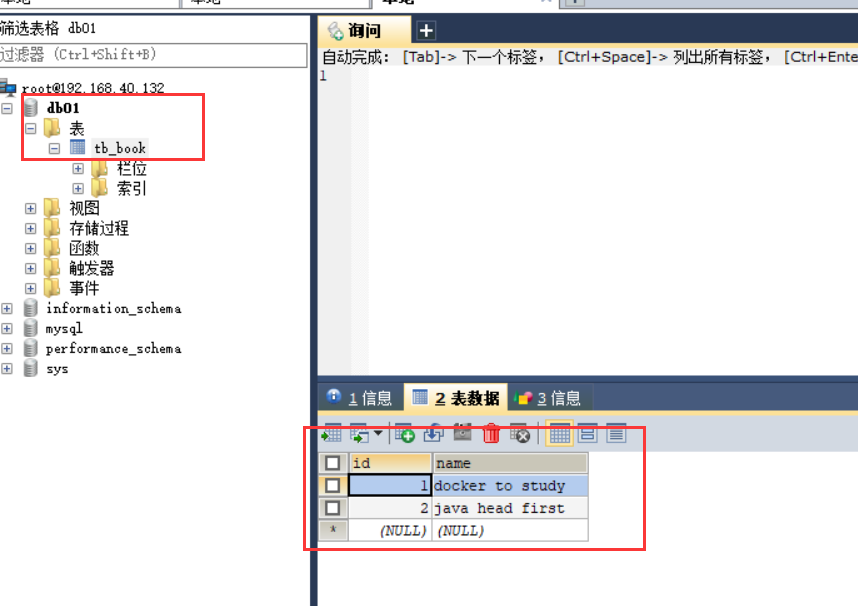 筛选表格 db01
过滤器 (Ctrl+Shift+B)
root@192.168.40.132
db01
表
tb_book
栏位
索引
视图
存储过程
函数
触发器
事件
information_schema
mysql
performance_schema
sys
询问
自动完成: [Tab]-> 下一个标签, [Ctrl+Space]-> 列出所有标签, [Ctrl+Ente
1
1 信息
2 表数据
3 信息
id name
1 docker to study
2 java head first
* (NULL) (NULL)